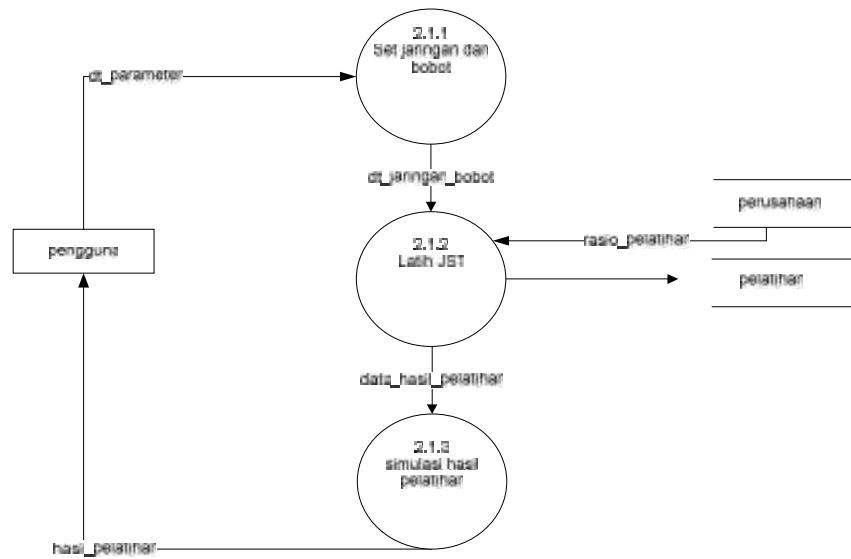 2.1.1
Set jaringan dan
bobot
dt_parameter
dt_jaringan_bobot
perusahaan
pengguna
2.1.2
Latih JST
rasio_pelatihan
pelatihan
data_hasil_pelatihan
2.1.3
simulasi hasil
pelatihan
hasi_pelatihan